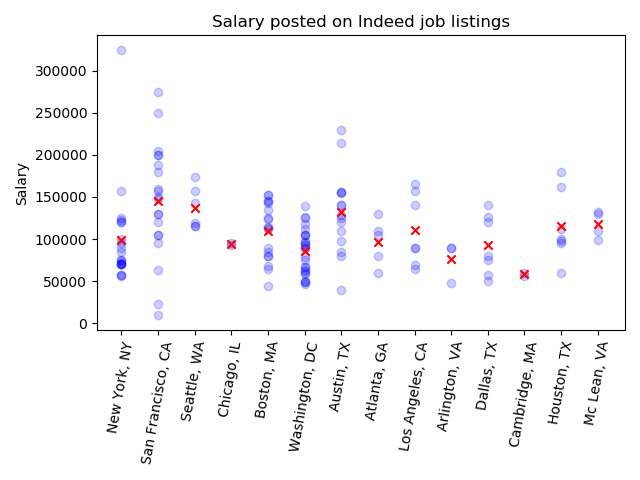 Salary posted on Indeed job listings
Salary
300000
250000
200000
150000
100000
50000
0
New York, NY
San Francisco, CA
Seattle, WA
Chicago, IL
Boston, MA
Washington, DC
Austin, TX
Atlanta, GA
Los Angeles, CA
Arlington, VA
Dallas, TX
Cambridge, MA
Houston, TX
Mc Lean, VA